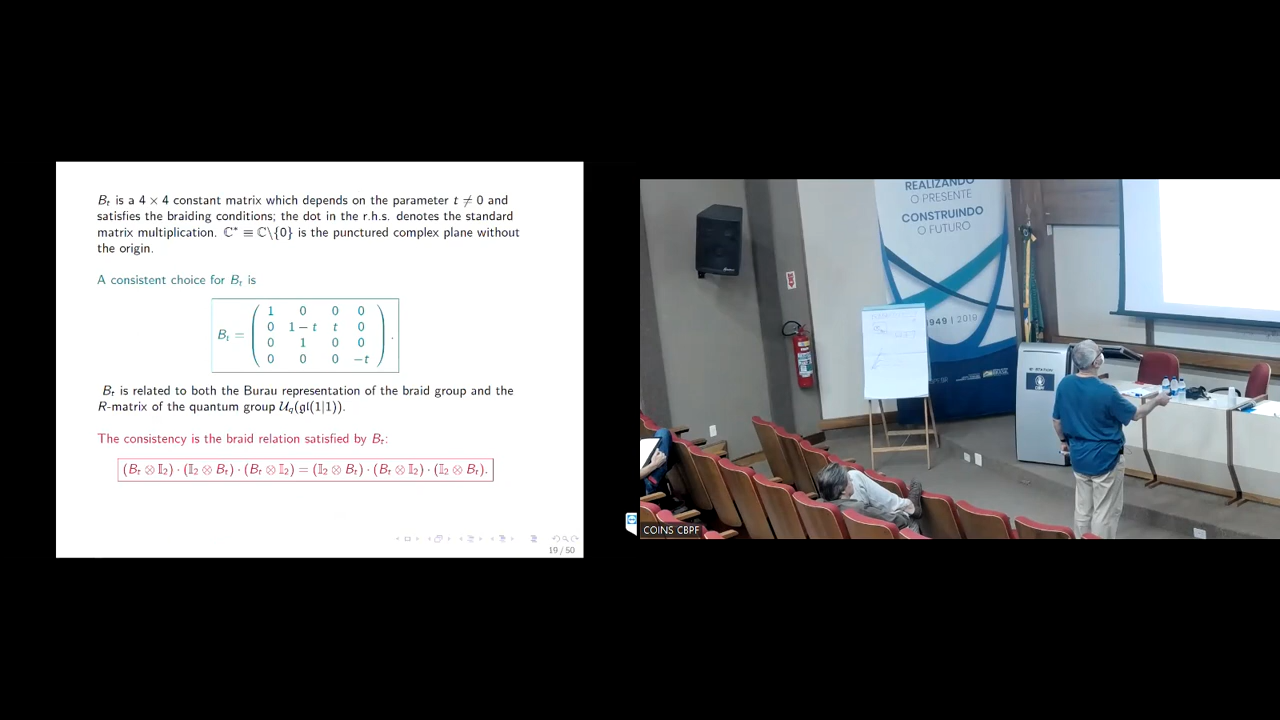 B_t is a 4 × 4 constant matrix which depends on the parameter t ≠ 0 and
satisfies the braiding conditions; the dot in the r.h.s. denotes the standard
matrix multiplication. ℂ* ≡ ℂ\{0} is the punctured complex plane without
the origin.
A consistent choice for B_t is
B_t = ( 1 0 0 0
0 1−t t 0
0 1 0 0
0 0 0 −t ) .
B_t is related to both the Burau representation of the braid group and the
R-matrix of the quantum group 𝒰_q(𝔤𝔩(1|1)).
The consistency is the braid relation satisfied by B_t:
(B_t ⊗ 𝕀_2) · (𝕀_2 ⊗ B_t) · (B_t ⊗ 𝕀_2) = (𝕀_2 ⊗ B_t) · (B_t ⊗ 𝕀_2) · (𝕀_2 ⊗ B_t).
19 / 50
REALIZANDO
O PRESENTE
CONSTRUINDO
O FUTURO
1949 | 2019
COINS CBPF